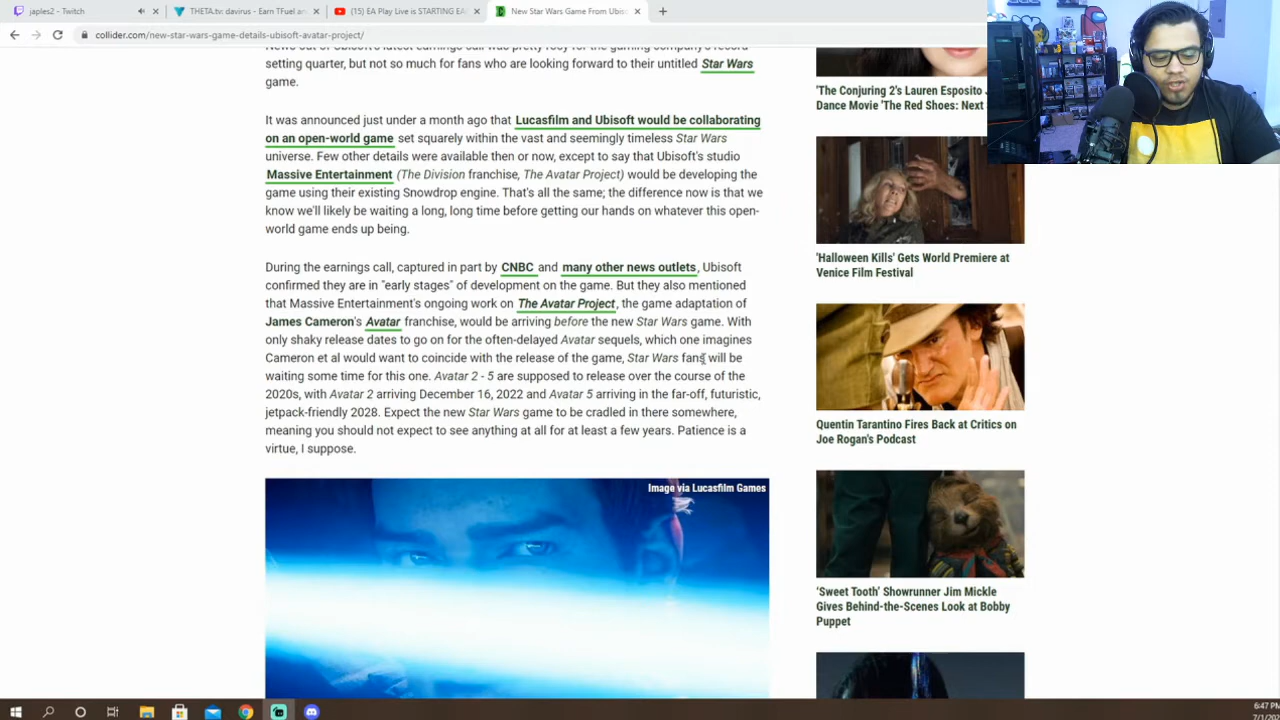 japles2 - Twitch
THETA.tv: davirus - Earn TFuel a
(15) EA Play Live is STARTING EA
New Star Wars Game From Ubis
collider.com/new-star-wars-game-details-ubisoft-avatar-project/
News out of Ubisoft's latest earnings call was pretty rosy for the gaming company's record-
setting quarter, but not so much for fans who are looking forward to their untitled Star Wars
game.
It was announced just under a month ago that Lucasfilm and Ubisoft would be collaborating
on an open-world game set squarely within the vast and seemingly timeless Star Wars
universe. Few other details were available then or now, except to say that Ubisoft's studio
Massive Entertainment (The Division franchise, The Avatar Project) would be developing the
game using their existing Snowdrop engine. That's all the same; the difference now is that we
know we'll likely be waiting a long, long time before getting our hands on whatever this open-
world game ends up being.
During the earnings call, captured in part by CNBC and many other news outlets, Ubisoft
confirmed they are in "early stages" of development on the game. But they also mentioned
that Massive Entertainment's ongoing work on The Avatar Project, the game adaptation of
James Cameron's Avatar franchise, would be arriving before the new Star Wars game. With
only shaky release dates to go on for the often-delayed Avatar sequels, which one imagines
Cameron et al would want to coincide with the release of the game, Star Wars fans will be
waiting some time for this one. Avatar 2 - 5 are supposed to release over the course of the
2020s, with Avatar 2 arriving December 16, 2022 and Avatar 5 arriving in the far-off, futuristic,
jetpack-friendly 2028. Expect the new Star Wars game to be cradled in there somewhere,
meaning you should not expect to see anything at all for at least a few years. Patience is a
virtue, I suppose.
Image via Lucasfilm Games
'The Conjuring 2's Lauren Esposito
Dance Movie 'The Red Shoes: Next
'Halloween Kills' Gets World Premiere at
Venice Film Festival
Quentin Tarantino Fires Back at Critics on
Joe Rogan's Podcast
'Sweet Tooth' Showrunner Jim Mickle
Gives Behind-the-Scenes Look at Bobby
Puppet
6:47 PM